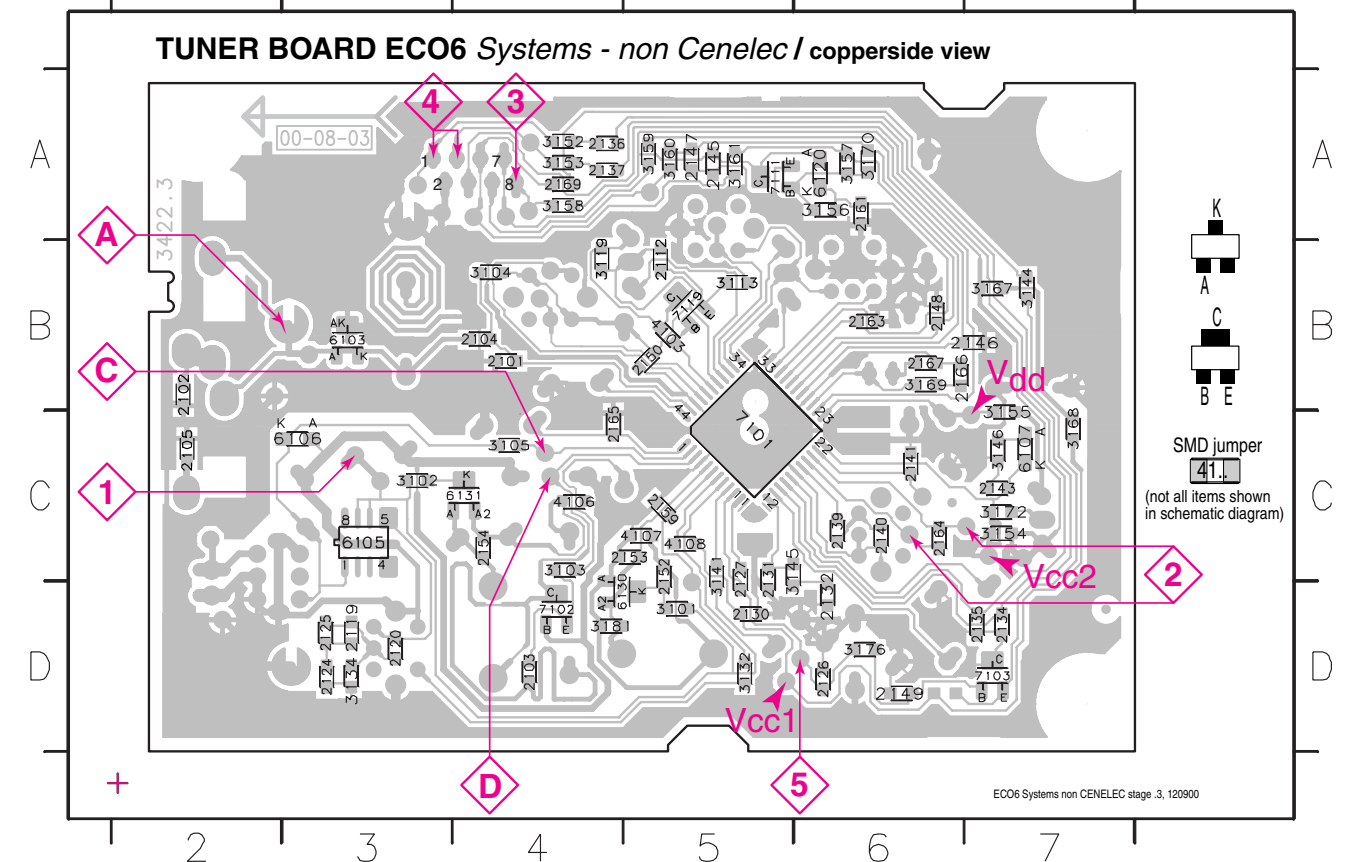 TUNER BOARD ECO6 Systems - non Cenelec / copperside view
4 3
A 00-08-03 A
3422.3
1 7
2 8
3152 2136
3153
2137
2169
3158
3159 3160 2147 2145 3161
C 7111 E B
A 6120 K
3157 3170
3156 2161
K
A
A
3119 2112
3104 3113
C 7119 B E
3167 3144
2148
B B
2163
AK
6103
A K
2104
2101
4103
2150
2146
2167
3169 2166
C
B E
34 33
44 23
1 22
11 12
7101
C
Vdd
2102
2105
K A
6106
3105
2165
3155
3168
3146 6107 A K
SMD jumper
41..
(not all items shown
in schematic diagram)
1
C C
3102
K
6131
A A2
4106
2141
2143
3172
3154
2159
2139 2140 2164
8 5
6105
1 4
2154
4107
4108
2153
3103
2152
3141 2127 2131 3145
2132
Vcc2
2
C
7102
B E
A 6130 A2 K
3181
3101
2130
2135 2134
2125 2119
2120
2124 3134
D D
2103
3132
2126
3176
2149
C
7103
B E
Vcc1
D 5
ECO6 Systems non CENELEC stage .3, 120900
2 3 4 5 6 7